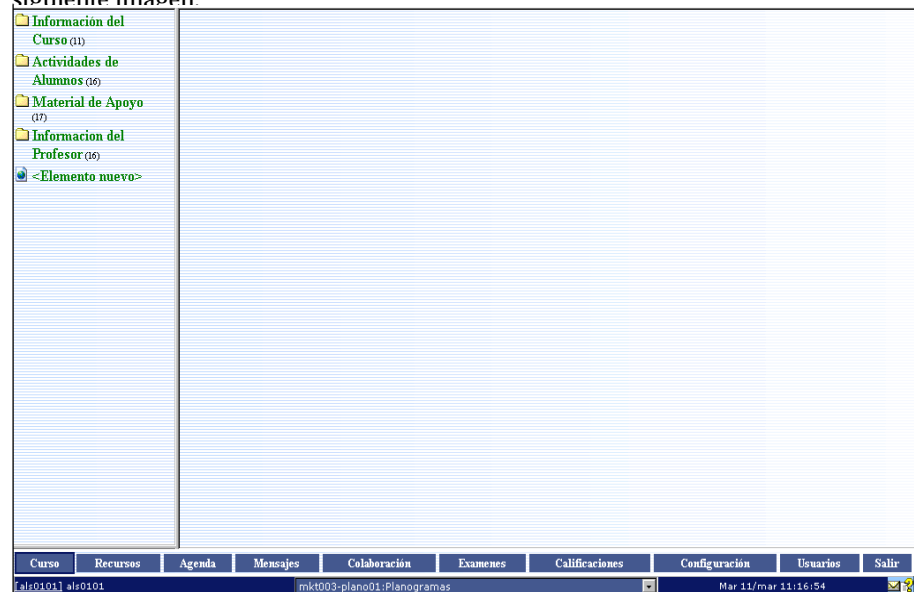 siguiente imagen.
Información del
Curso (11)
Actividades de
Alumnos (16)
Material de Apoyo
(17)
Informacion del
Profesor (16)
<Elemento nuevo>
Curso Recursos Agenda Mensajes Colaboración Examenes Calificaciones Configuración Usuarios Salir
[als0101] als0101 mkt003-plano01:Planogramas Mar 11/mar 11:16:54